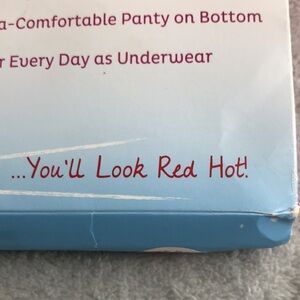 a-Comfortable Panty on Bottom
r Every Day as Underwear
...You'll Look Red Hot!